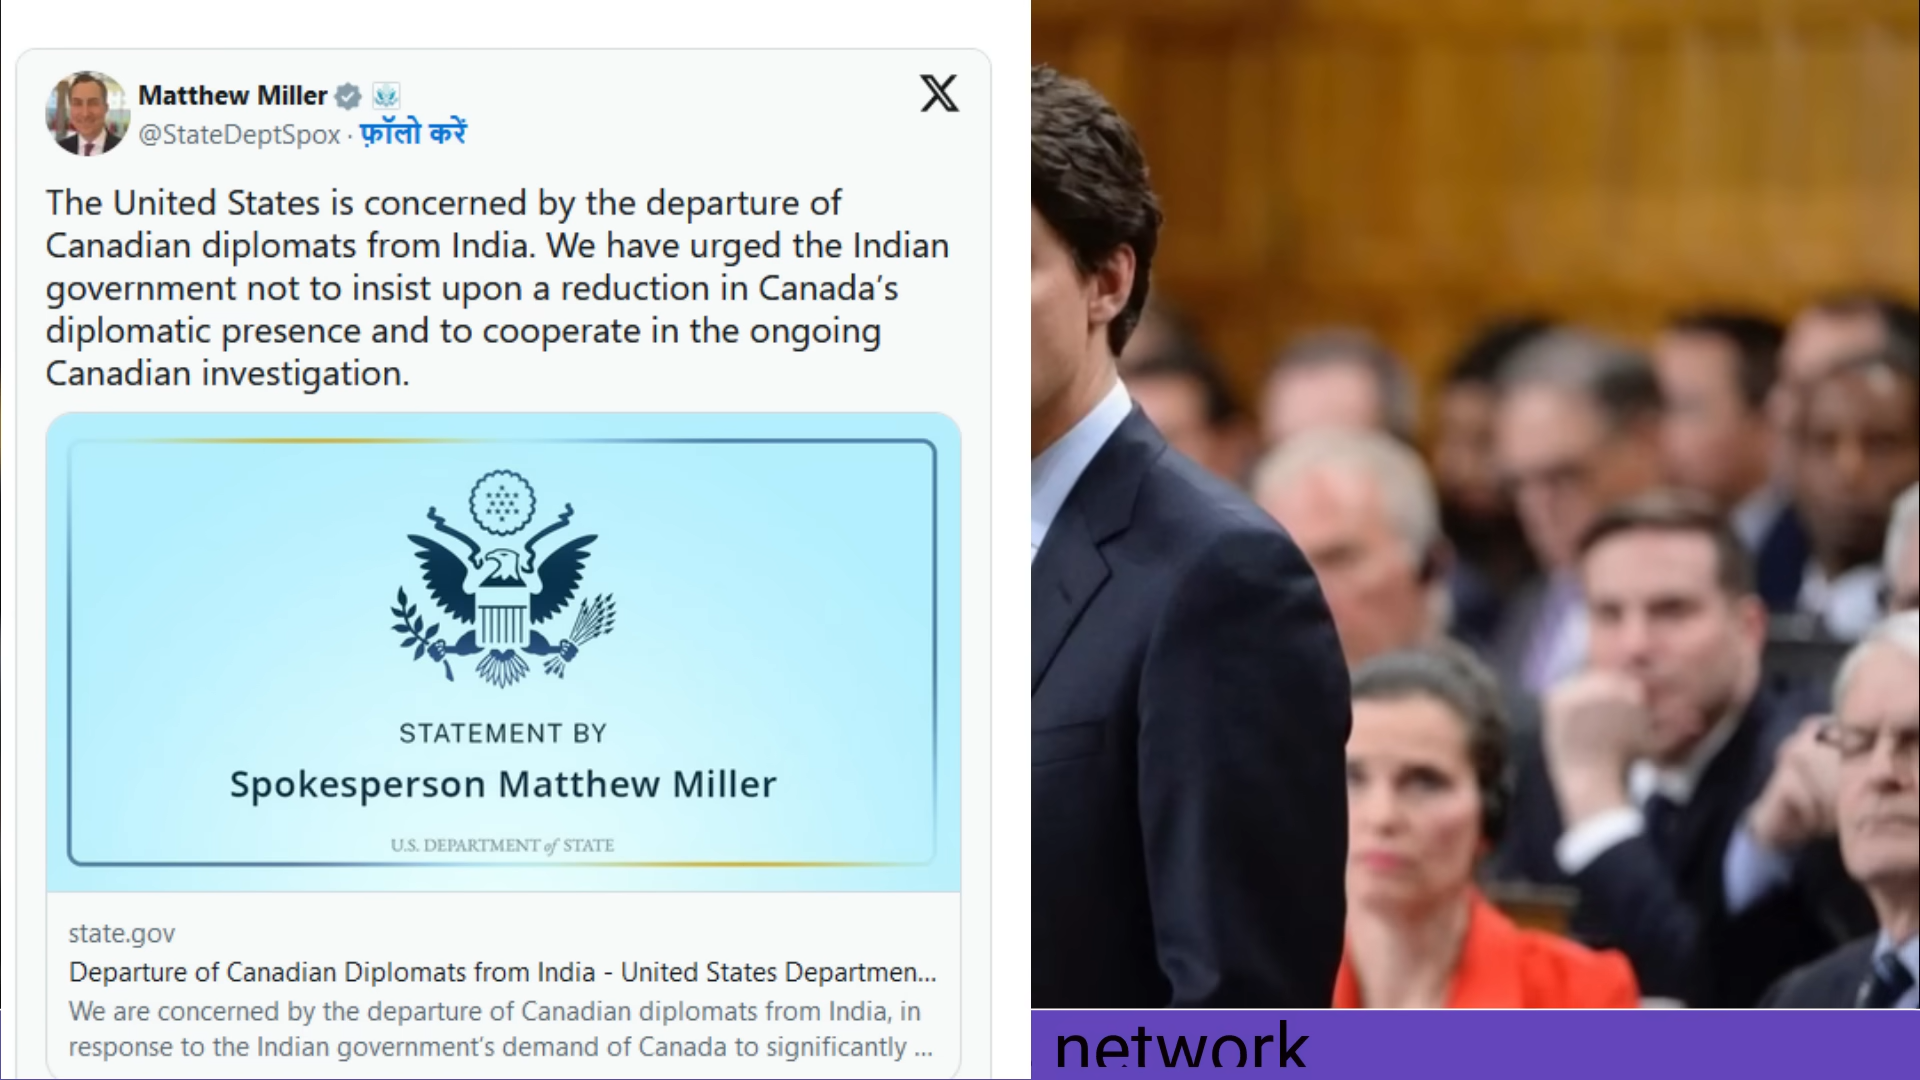 Matthew Miller
@StateDeptSpox · फ़ॉलो करें
The United States is concerned by the departure of
Canadian diplomats from India. We have urged the Indian
government not to insist upon a reduction in Canada’s
diplomatic presence and to cooperate in the ongoing
Canadian investigation.
STATEMENT BY
Spokesperson Matthew Miller
U.S. DEPARTMENT of STATE
state.gov
Departure of Canadian Diplomats from India - United States Departmen...
We are concerned by the departure of Canadian diplomats from India, in
response to the Indian government’s demand of Canada to significantly ...
network